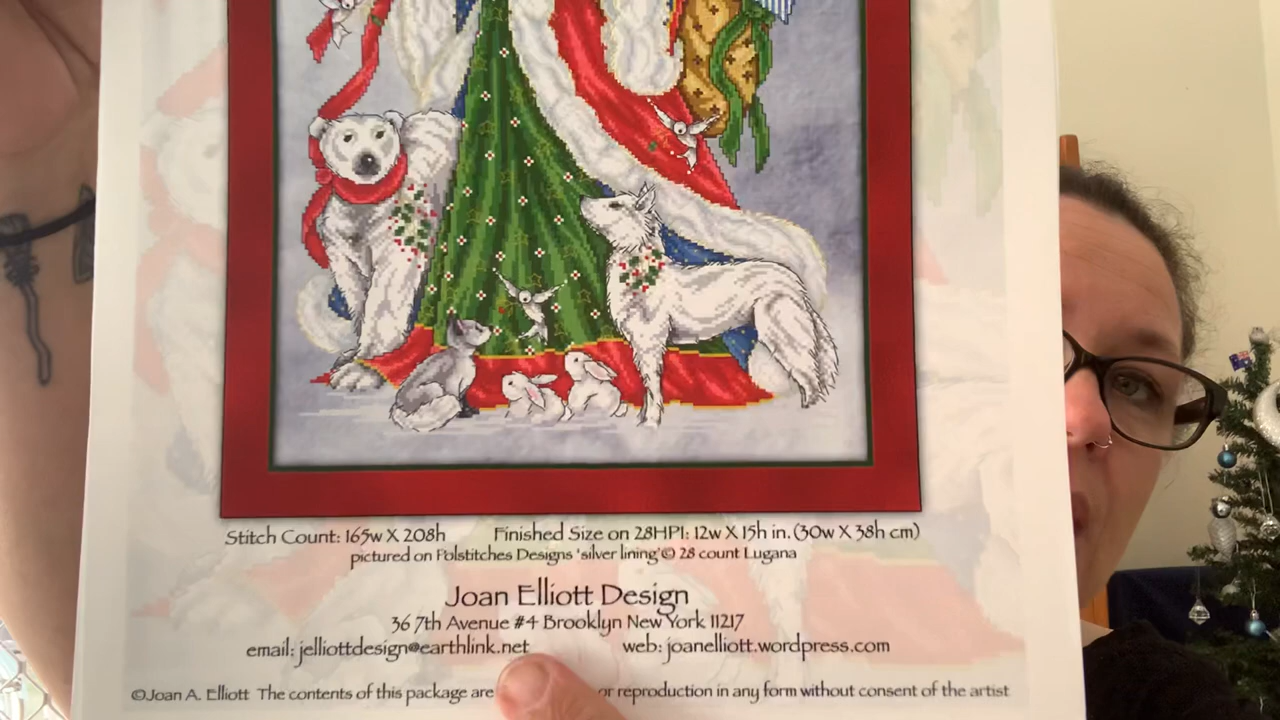 Stitch Count: 165w X 208h Finished Size on 28HPI: 12w X 15h in. (30w X 38h cm)
pictured on Polstitches Designs 'silver lining'© 28 count Lugana
Joan Elliott Design
36 7th Avenue #4 Brooklyn New York 11217
email: jelliottdesign@earthlink.net web: joanelliott.wordpress.com
©Joan A. Elliott The contents of this package are or reproduction in any form without consent of the artist